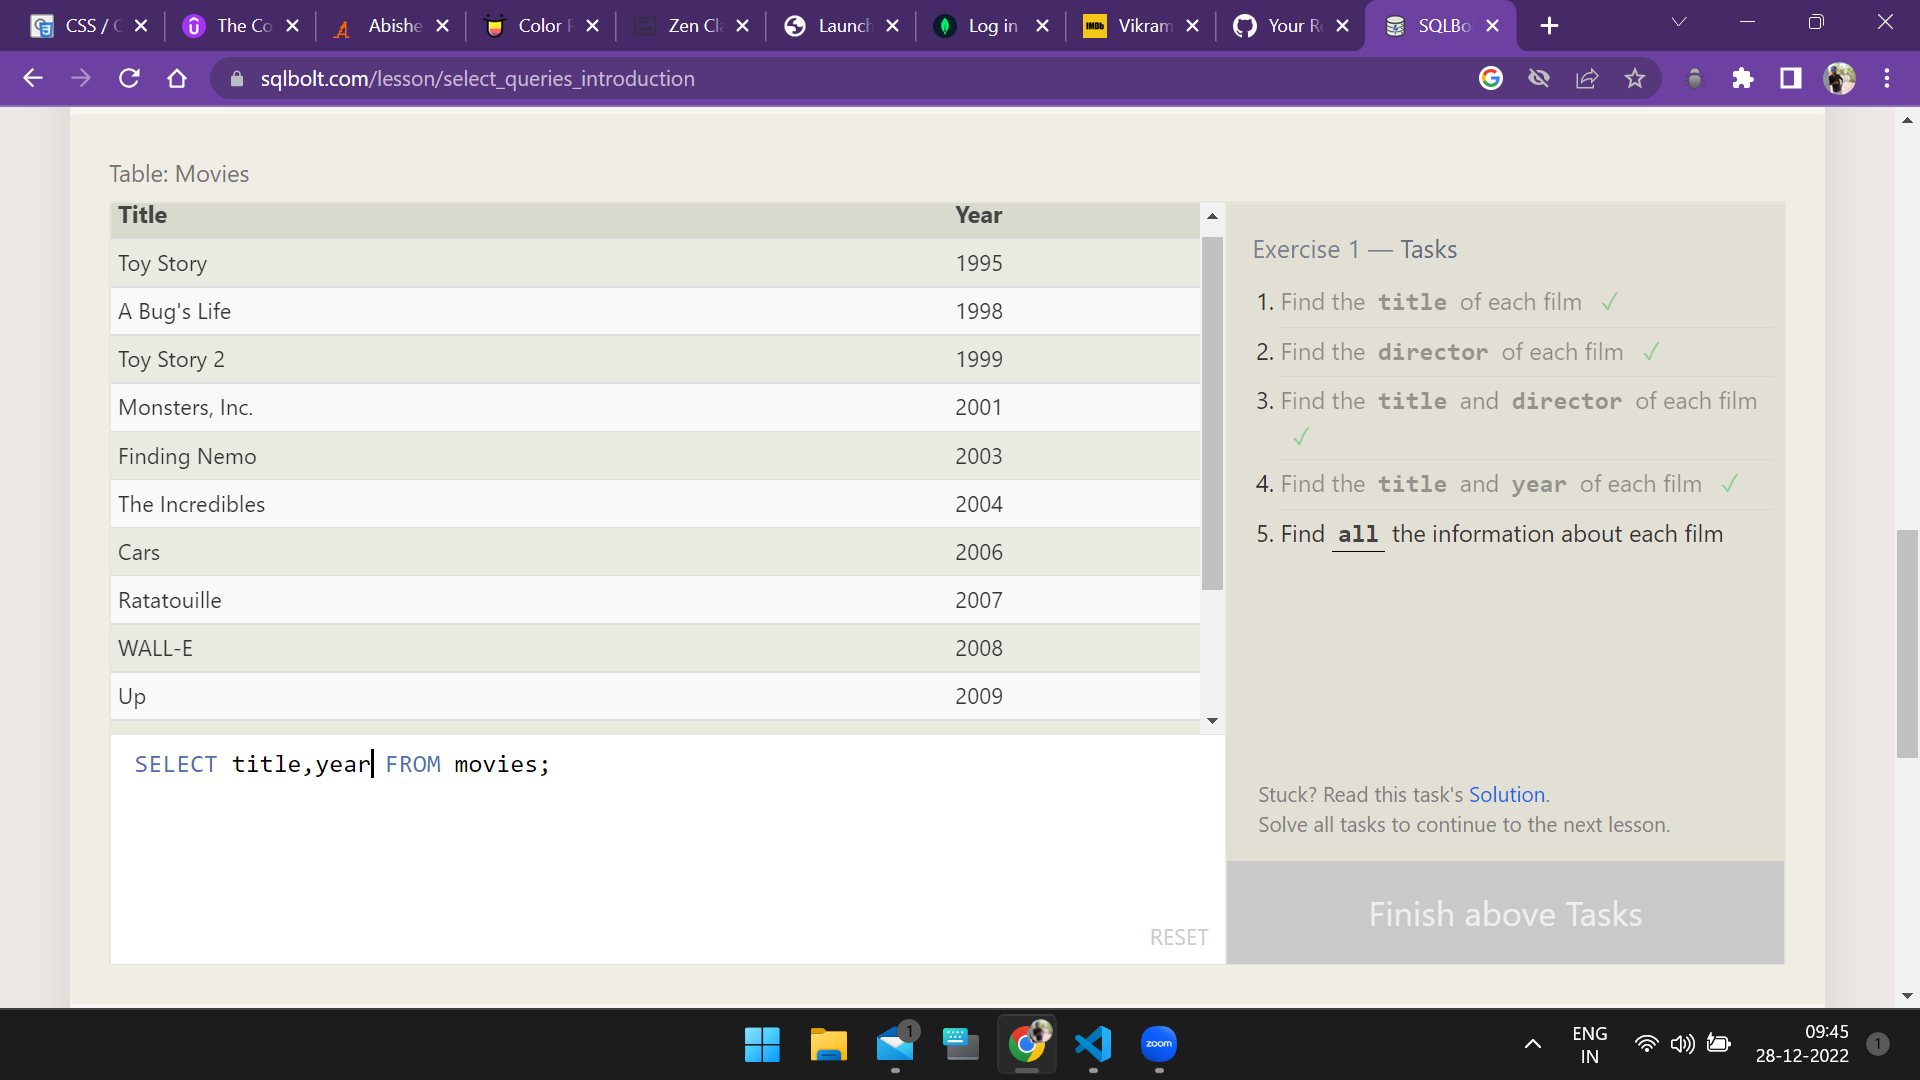 CSS / C
The Co
Abishe
Color P
Zen Cla
Launch
Log in
IMDb
Vikram
Your Re
SQLBol
sqlbolt.com/lesson/select_queries_introduction
Table: Movies
Title Year
Toy Story 1995
A Bug's Life 1998
Toy Story 2 1999
Monsters, Inc. 2001
Finding Nemo 2003
The Incredibles 2004
Cars 2006
Ratatouille 2007
WALL-E 2008
Up 2009
SELECT title,year FROM movies;
RESET
Exercise 1 — Tasks
1. Find the title of each film ✓
2. Find the director of each film ✓
3. Find the title and director of each film
✓
4. Find the title and year of each film ✓
5. Find all the information about each film
Stuck? Read this task's Solution.
Solve all tasks to continue to the next lesson.
Finish above Tasks
1
zoom
ENG
IN
09:45
28-12-2022
1